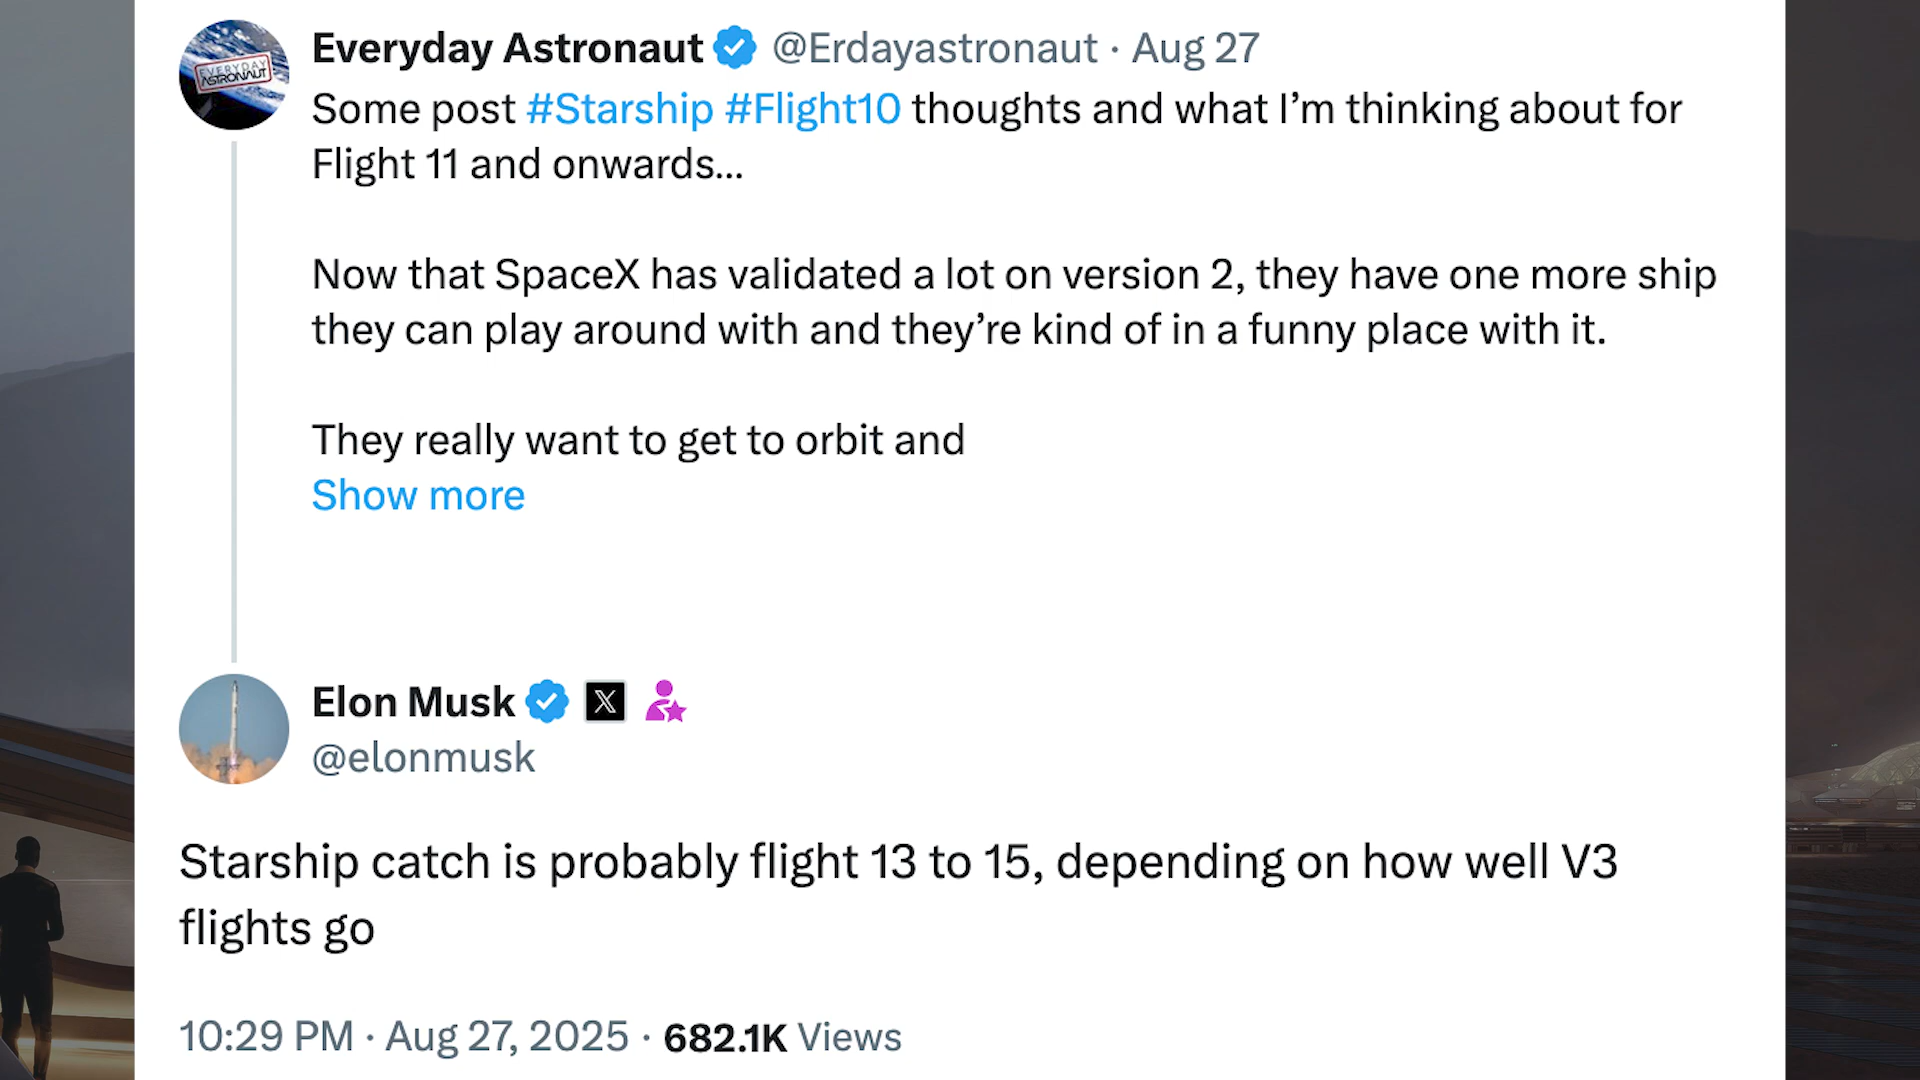 Everyday Astronaut @Erdayastronaut · Aug 27
EVERYDAY
ASTRONAUT
Some post #Starship #Flight10 thoughts and what I’m thinking about for
Flight 11 and onwards...
Now that SpaceX has validated a lot on version 2, they have one more ship
they can play around with and they’re kind of in a funny place with it.
They really want to get to orbit and
Show more
Elon Musk
@elonmusk
Starship catch is probably flight 13 to 15, depending on how well V3
flights go
10:29 PM · Aug 27, 2025 · 682.1K Views